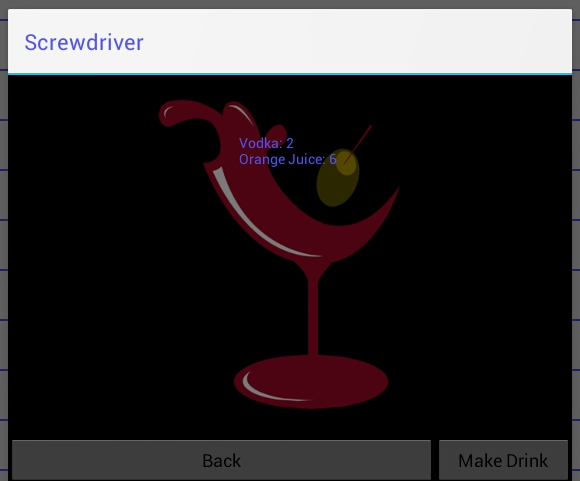 Screwdriver
Vodka: 2
Orange Juice: 6
Back
Make Drink